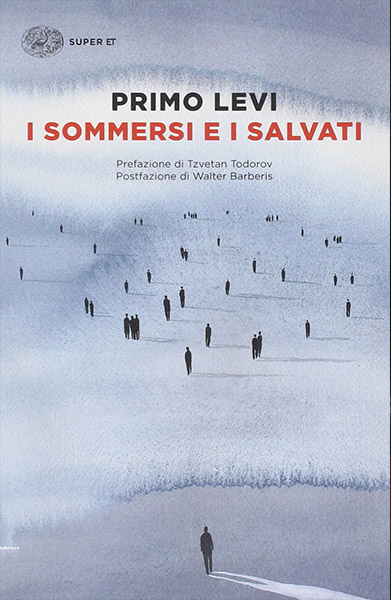 SUPER ET
PRIMO LEVI
I SOMMERSI E I SALVATI
Prefazione di Tzvetan Todorov
Postfazione di Walter Barberis